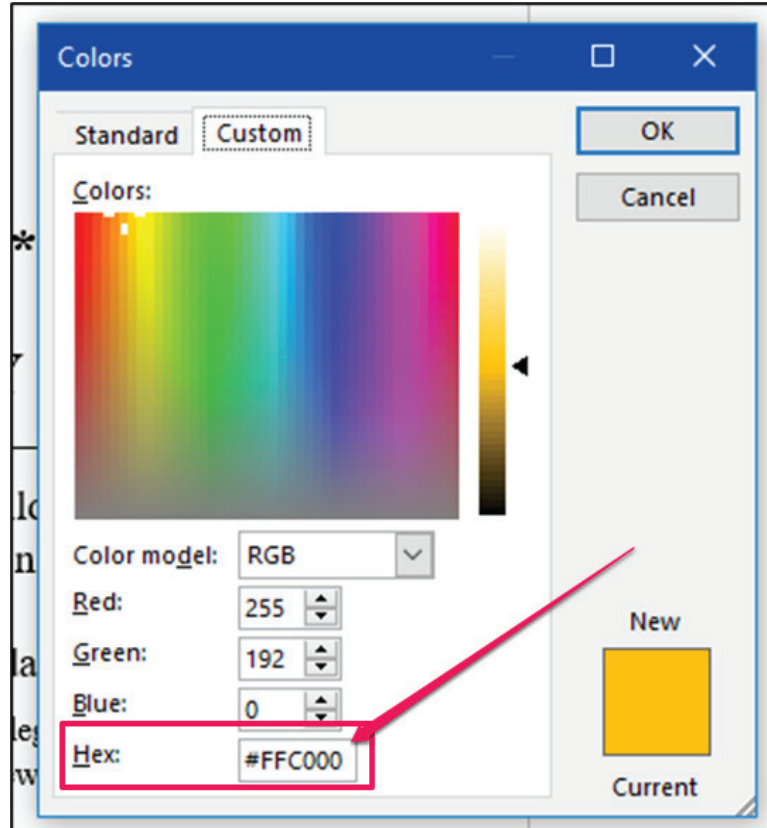 Colors
Standard
Custom
OK
Cancel
Colors:
Color model:
RGB
Red:
255
Green:
192
Blue:
0
Hex:
#FFC000
New
Current